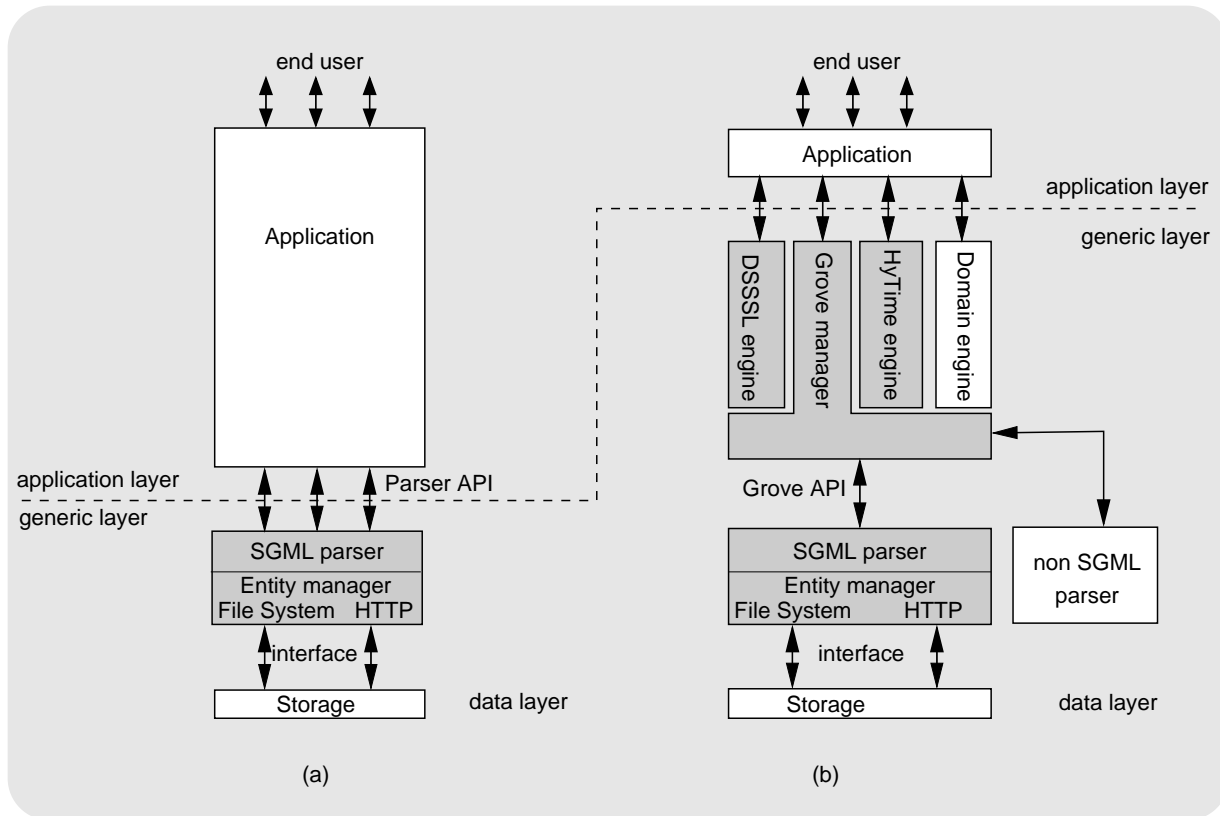 end user
Application
application layer
generic layer
Parser API
SGML parser
Entity manager
File System HTTP
interface
Storage
data layer
(a)
end user
Application
application layer
generic layer
DSSSL engine
Grove manager
HyTime engine
Domain engine
Grove API
SGML parser
Entity manager
File System HTTP
non SGML
parser
interface
Storage
data layer
(b)